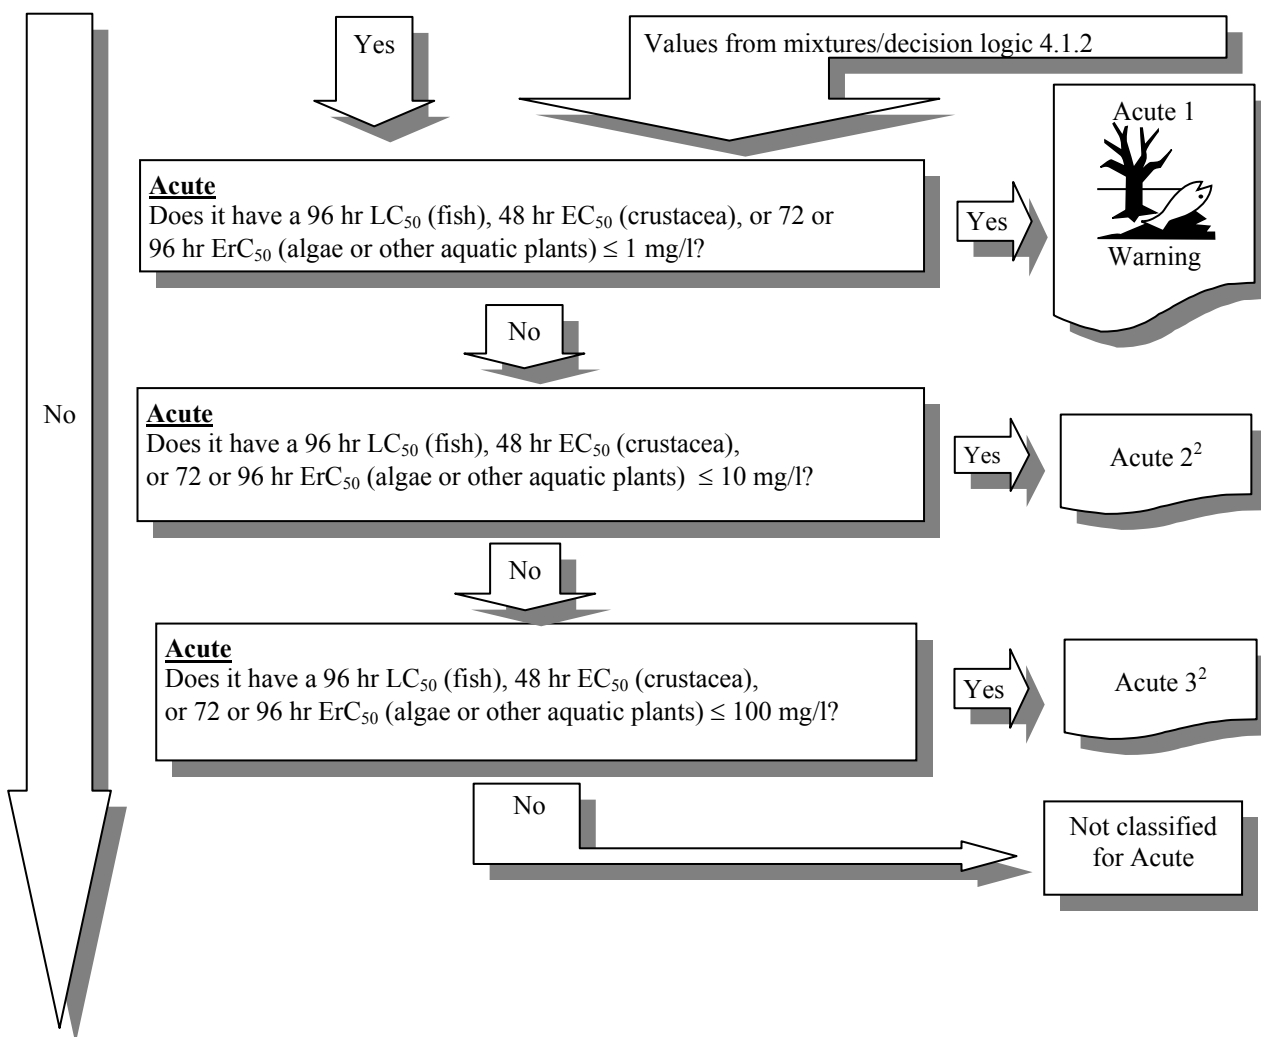 Yes
Values from mixtures/decision logic 4.1.2
Acute 1
Warning
Acute
Does it have a 96 hr LC₅₀ (fish), 48 hr EC₅₀ (crustacea), or 72 or
96 hr ErC₅₀ (algae or other aquatic plants) ≤ 1 mg/l?
Yes
No
No
Acute
Does it have a 96 hr LC₅₀ (fish), 48 hr EC₅₀ (crustacea),
or 72 or 96 hr ErC₅₀ (algae or other aquatic plants) ≤ 10 mg/l?
Yes
Acute 2²
No
Acute
Does it have a 96 hr LC₅₀ (fish), 48 hr EC₅₀ (crustacea),
or 72 or 96 hr ErC₅₀ (algae or other aquatic plants) ≤ 100 mg/l?
Yes
Acute 3²
No
Not classified
for Acute